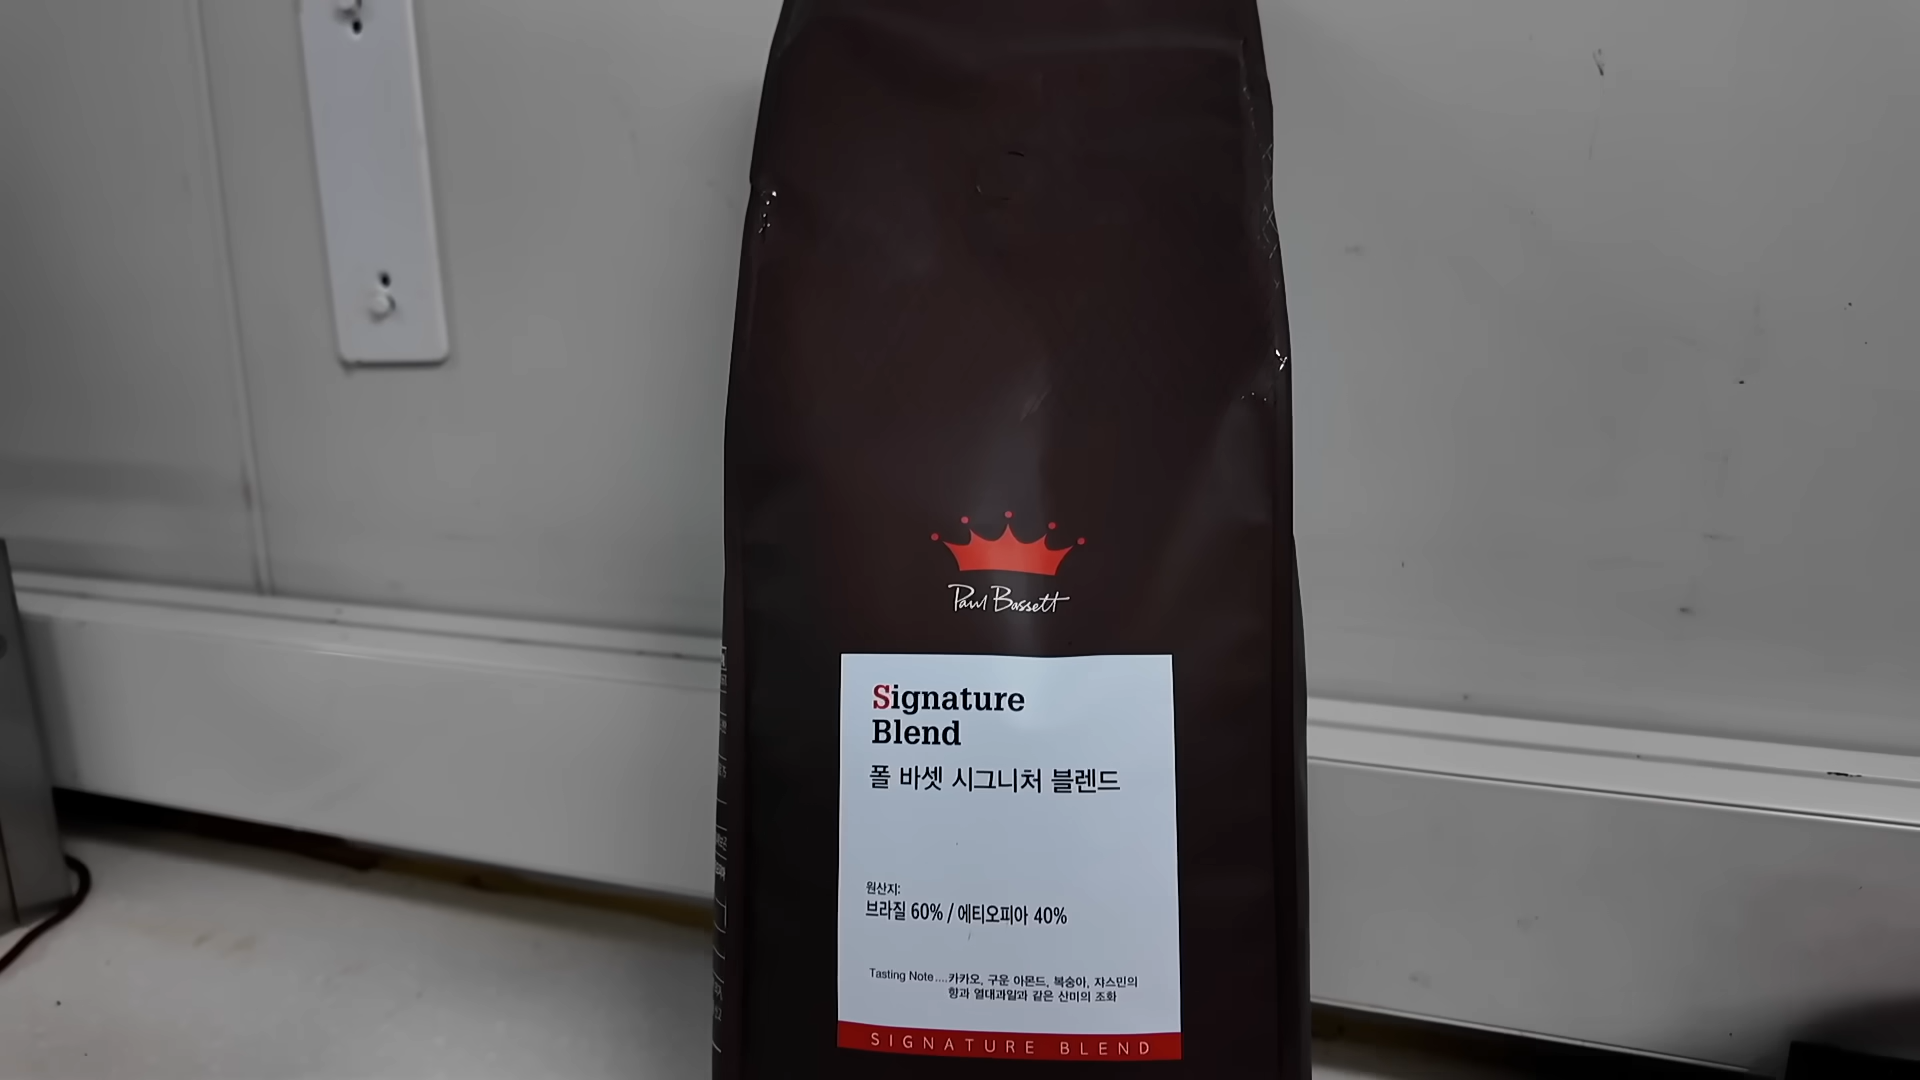 Paul Bassett
Signature
Blend
폴 바셋 시그니처 블렌드
원산지:
브라질 60% / 에티오피아 40%
Tasting Note....카카오, 구운 아몬드, 복숭아, 쟈스민의
향과 열대과일과 같은 산미의 조화
SIGNATURE BLEND